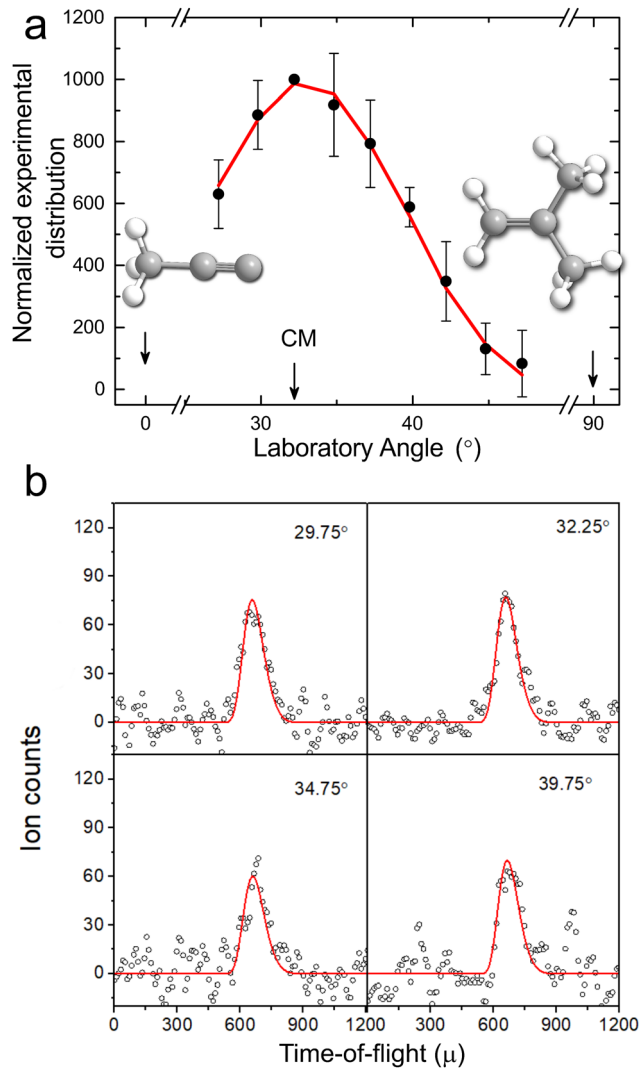 a
1200
1000
800
600
400
200
0
Normalized experimental
distribution
CM
0 30 40 90
Laboratory Angle (°)
b
29.75° 32.25°
120
90
60
30
0
34.75° 39.75°
120
90
60
30
0
Ion counts
0 300 600 900 1200 300 600 900 1200
Time-of-flight (μ)